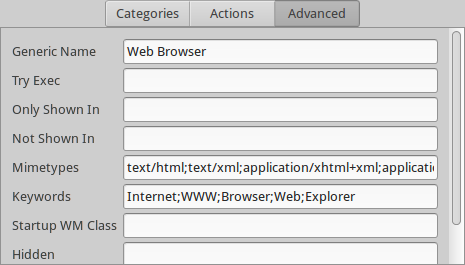 Categories Actions Advanced
Generic Name Web Browser
Try Exec
Only Shown In
Not Shown In
Mimetypes text/html;text/xml;application/xhtml+xml;applicati
Keywords Internet;WWW;Browser;Web;Explorer
Startup WM Class
Hidden